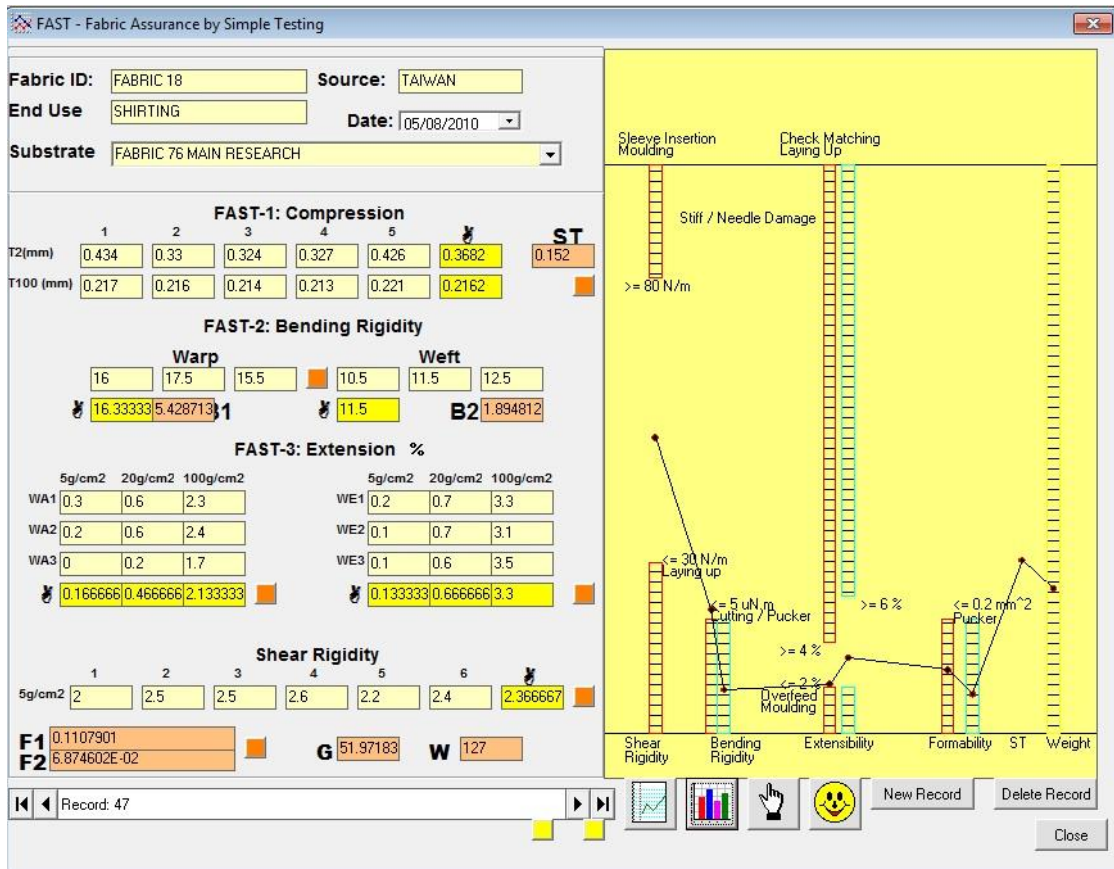 FAST - Fabric Assurance by Simple Testing
Fabric ID: FABRIC 18 Source: TAIWAN
End Use SHIRTING Date: 05/08/2010
Substrate FABRIC 76 MAIN RESEARCH
FAST-1: Compression
1 2 3 4 5 ST
T2(mm) 0.434 0.33 0.324 0.327 0.426 0.3682 0.152
T100 (mm) 0.217 0.216 0.214 0.213 0.221 0.2162
FAST-2: Bending Rigidity
Warp Weft
16 17.5 15.5 10.5 11.5 12.5
16.33333 5.428713 B1 11.5 B2 1.894812
FAST-3: Extension %
5g/cm2 20g/cm2 100g/cm2 5g/cm2 20g/cm2 100g/cm2
WA1 0.3 0.6 2.3 WE1 0.2 0.7 3.3
WA2 0.2 0.6 2.4 WE2 0.1 0.7 3.1
WA3 0 0.2 1.7 WE3 0.1 0.6 3.5
0.166666 0.466666 2.133333 0.133333 0.666666 3.3
Shear Rigidity
1 2 3 4 5 6
5g/cm2 2 2.5 2.5 2.6 2.2 2.4 2.366667
F1 0.1107901
F2 6.874602E-02
G 51.97183 W 127
Record: 47
Sleeve Insertion
Moulding
Check Matching
Laying Up
Stiff / Needle Damage
>= 80 N/m
<= 30 N/m
Laying up
<= 5 uN.m
Cutting / Pucker
>= 6 %
<= 0.2 mm^2
Pucker
>= 4 %
<= 2 %
Overfeed
Moulding
Shear
Rigidity
Bending
Rigidity
Extensibility
Formability
ST
Weight
New Record
Delete Record
Close